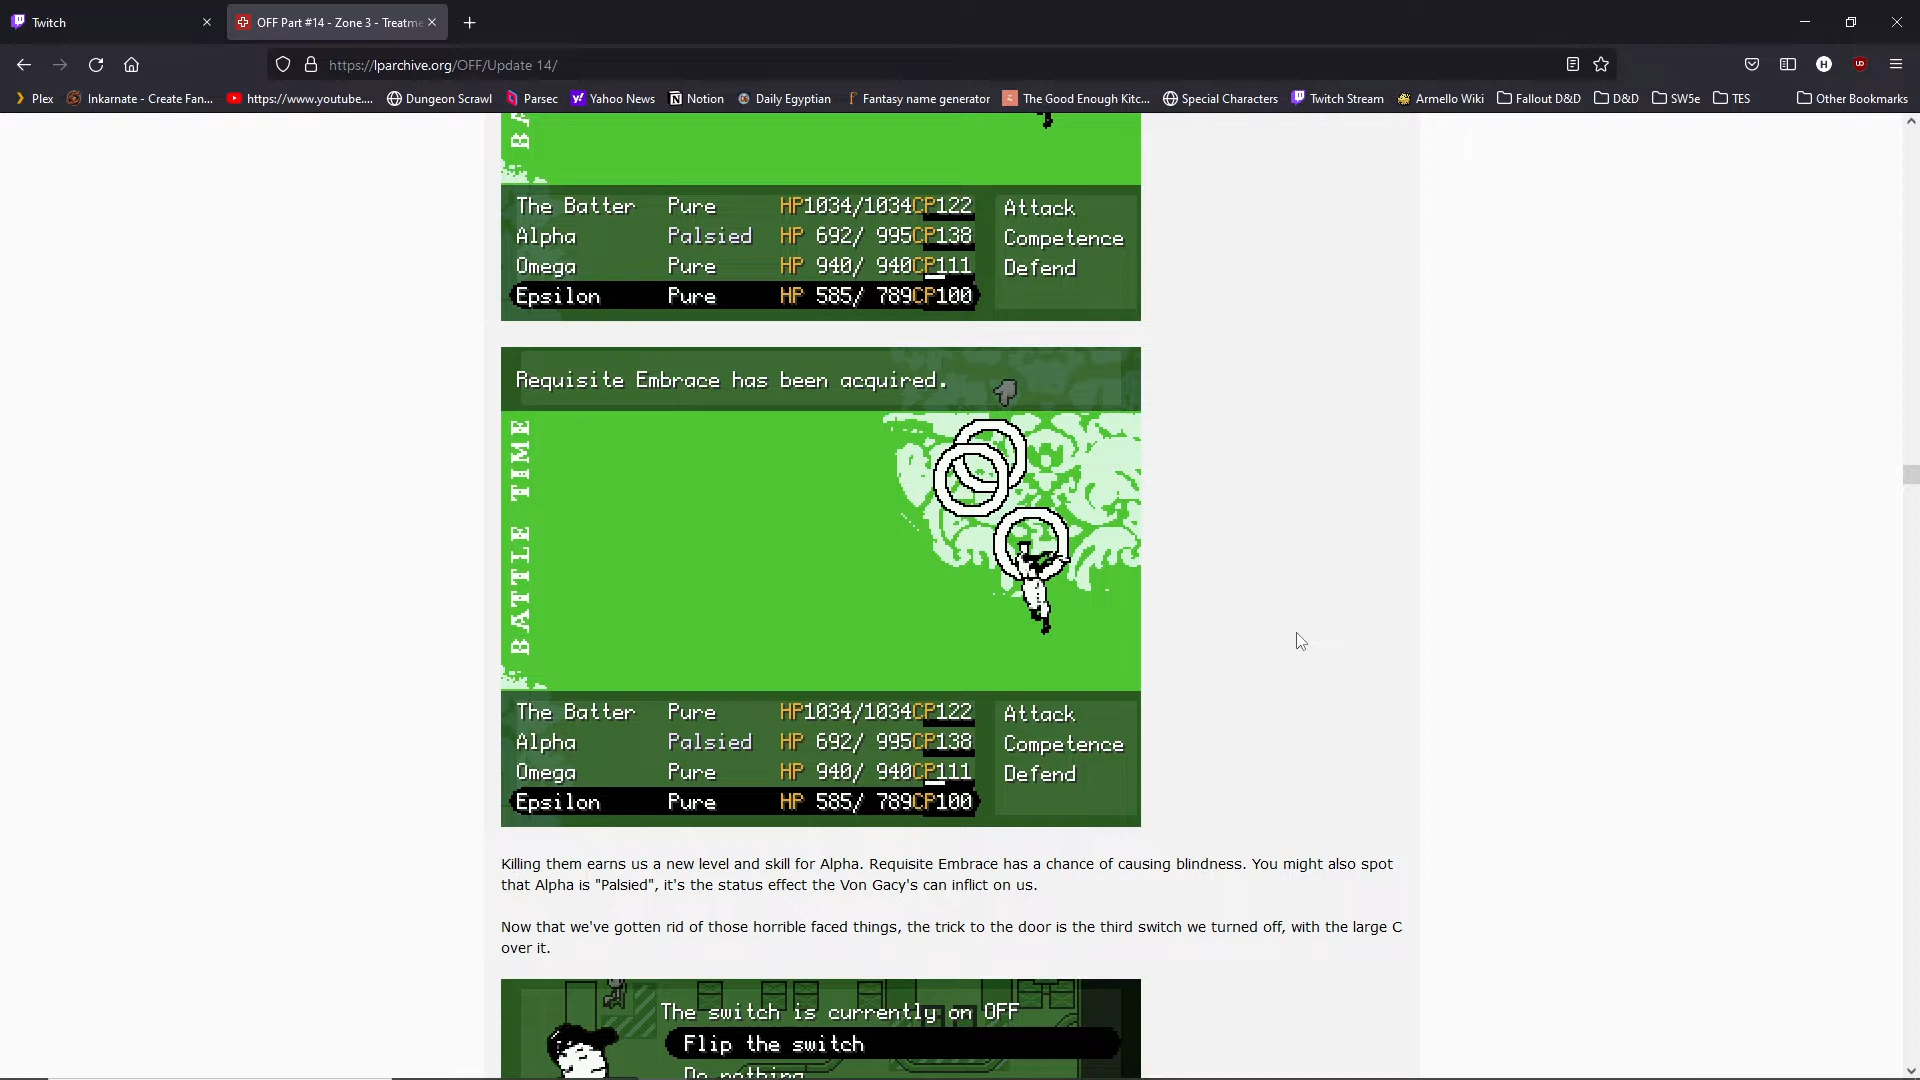 Twitch
OFF Part #14 - Zone 3 - Treatme
https://lparchive.org/OFF/Update 14/
H
Plex
Inkarnate - Create Fan...
https://www.youtube....
Dungeon Scrawl
Parsec
Yahoo News
Notion
Daily Egyptian
Fantasy name generator
The Good Enough Kitc...
Special Characters
Twitch Stream
Armello Wiki
Fallout D&D
D&D
SW5e
TES
Other Bookmarks
BA
The Batter Pure HP1034/1034CP122 Attack
Alpha Palsied HP 692/ 995CP138 Competence
Omega Pure HP 940/ 940CP111 Defend
Epsilon Pure HP 585/ 789CP100
Requisite Embrace has been acquired.
BATTLE TIME
The Batter Pure HP1034/1034CP122 Attack
Alpha Palsied HP 692/ 995CP138 Competence
Omega Pure HP 940/ 940CP111 Defend
Epsilon Pure HP 585/ 789CP100
Killing them earns us a new level and skill for Alpha. Requisite Embrace has a chance of causing blindness. You might also spot
that Alpha is "Palsied", it's the status effect the Von Gacy's can inflict on us.
Now that we've gotten rid of those horrible faced things, the trick to the door is the third switch we turned off, with the large C
over it.
The switch is currently on OFF
Flip the switch
Do nothing